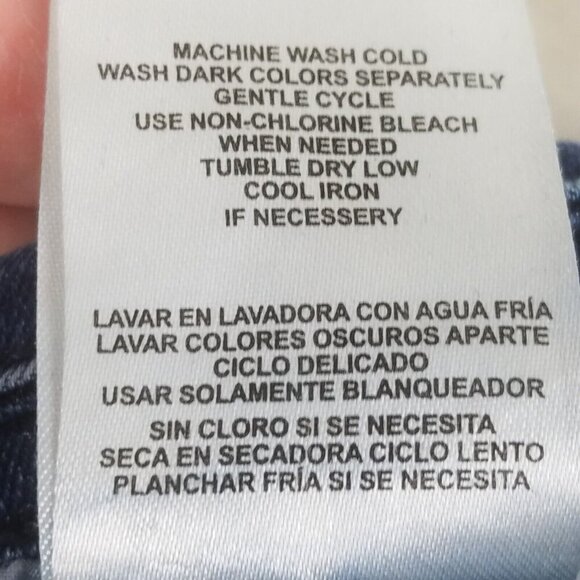 MACHINE WASH COLD
WASH DARK COLORS SEPARATELY
GENTLE CYCLE
USE NON-CHLORINE BLEACH
WHEN NEEDED
TUMBLE DRY LOW
COOL IRON
IF NECESSERY
LAVAR EN LAVADORA CON AGUA FRÍA
LAVAR COLORES OSCUROS APARTE
CICLO DELICADO
USAR SOLAMENTE BLANQUEADOR
SIN CLORO SI SE NECESITA
SECA EN SECADORA CICLO LENTO
PLANCHAR FRÍA SI SE NECESITA